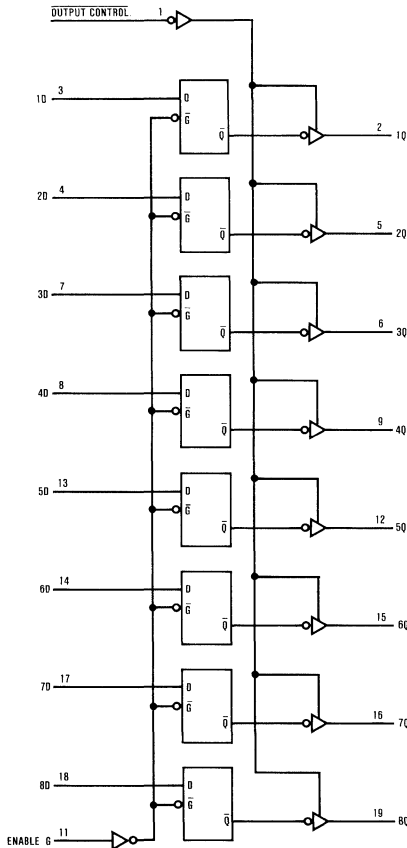 OUTPUT CONTROL 1
3
1D D
G
Q 2 1Q
4
2D D
G
Q 5 2Q
7
3D D
G
Q 6 3Q
8
4D D
G
Q 9 4Q
13
5D D
G
Q 12 5Q
14
6D D
G
Q 15 6Q
17
7D D
G
Q 16 7Q
18
8D D
G
Q 19 8Q
ENABLE G 11